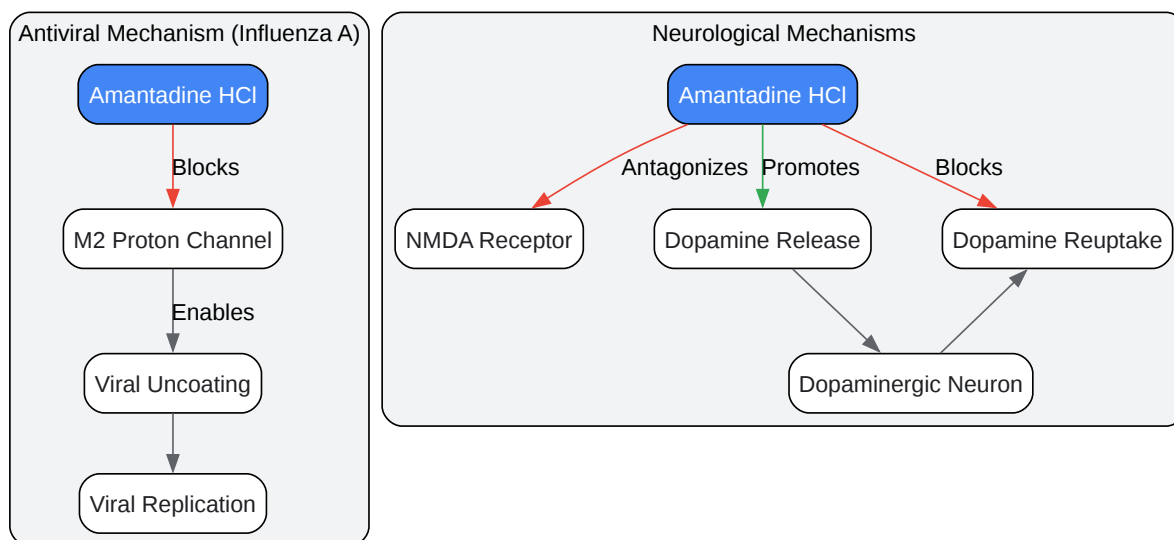 Antiviral Mechanism (Influenza A)
Amantadine HCl
Blocks
M2 Proton Channel
Enables
Viral Uncoating
Viral Replication
Neurological Mechanisms
Amantadine HCl
Antagonizes
Promotes
Blocks
NMDA Receptor
Dopamine Release
Dopamine Reuptake
Dopaminergic Neuron